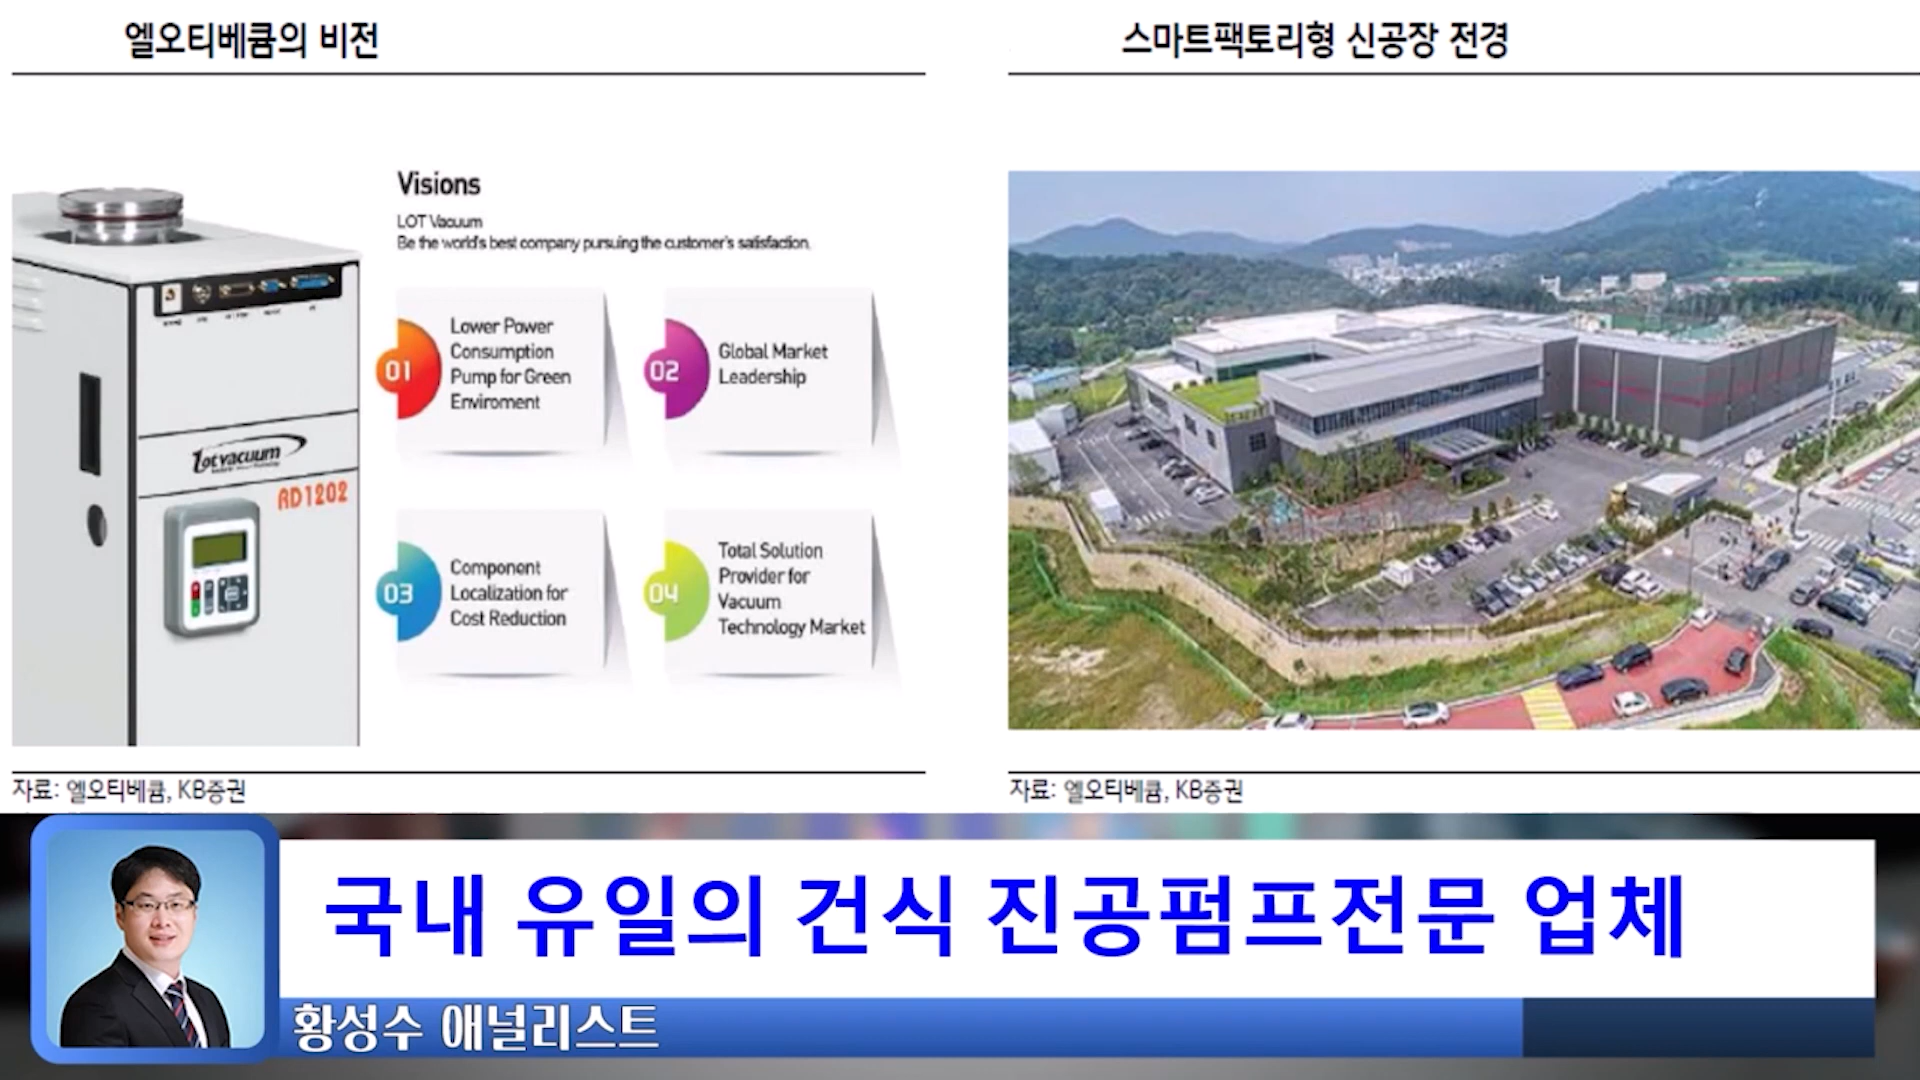 엘오티베큠의 비전
스마트팩토리형 신공장 전경
Visions
LOT Vacuum
Be the world's best company pursuing the customer's satisfaction.
01
Lower Power
Consumption
Pump for Green
Enviroment
02
Global Market
Leadership
03
Component
Localization for
Cost Reduction
04
Total Solution
Provider for
Vacuum
Technology Market
Lotvacuum
RD1202
자료: 엘오티베큠, KB증권
자료: 엘오티베큠, KB증권
국내 유일의 건식 진공펌프전문 업체
황성수 애널리스트